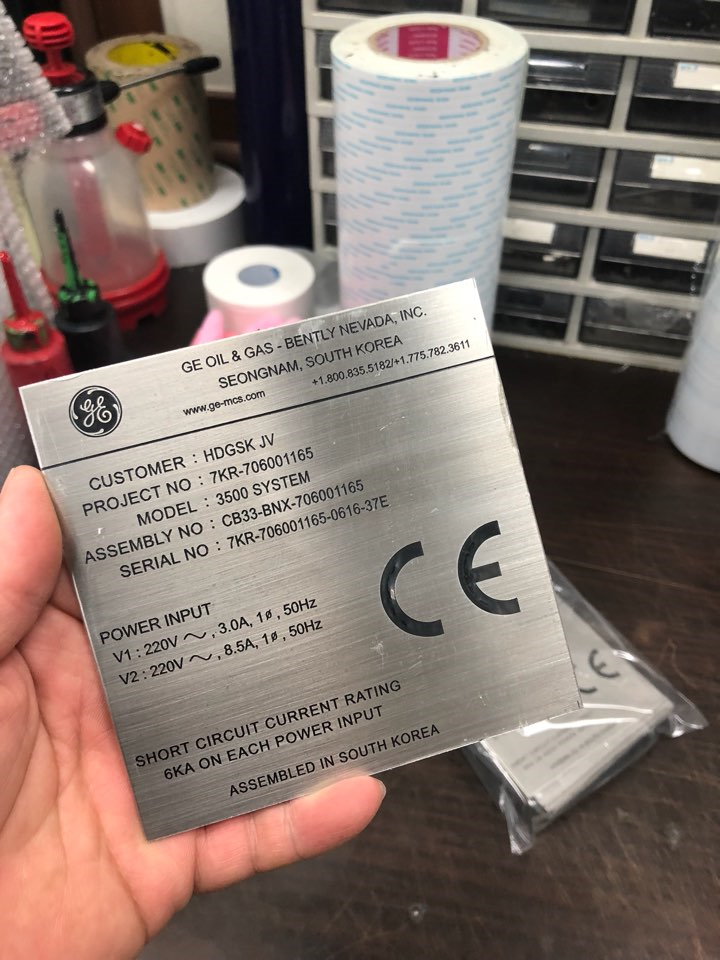 GE OIL & GAS - BENTLY NEVADA, INC.
SEONGNAM, SOUTH KOREA
www.ge-mcs.com +1.800.835.5182/+1.775.782.3611
GE
CUSTOMER : HDGSK JV
PROJECT NO : 7KR-706001165
MODEL : 3500 SYSTEM
ASSEMBLY NO : CB33-BNX-706001165
SERIAL NO : 7KR-706001165-0616-37E
CE
POWER INPUT
V1 : 220V ～ , 3.0A, 1ø , 50Hz
V2 : 220V ～ , 8.5A, 1ø , 50Hz
SHORT CIRCUIT CURRENT RATING
6KA ON EACH POWER INPUT
ASSEMBLED IN SOUTH KOREA
CE